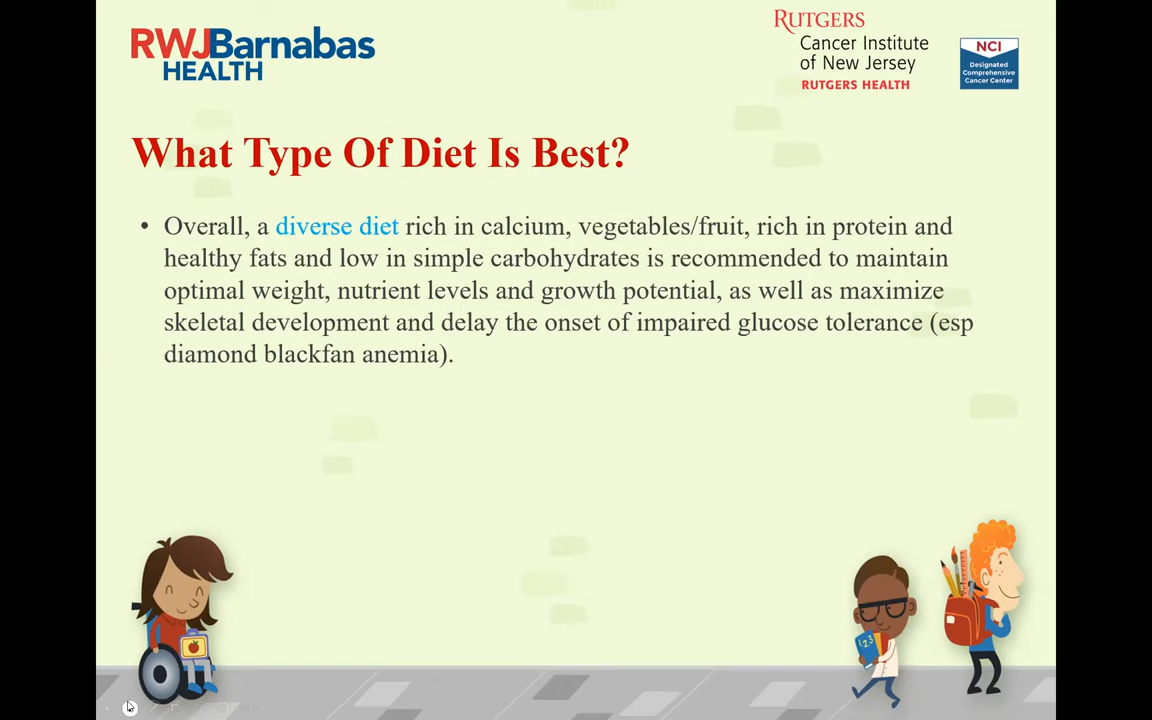 RWJBarnabas
HEALTH
RUTGERS
Cancer Institute
of New Jersey
RUTGERS HEALTH
NCI
Designated
Comprehensive
Cancer Center
What Type Of Diet Is Best?
• Overall, a diverse diet rich in calcium, vegetables/fruit, rich in protein and
healthy fats and low in simple carbohydrates is recommended to maintain
optimal weight, nutrient levels and growth potential, as well as maximize
skeletal development and delay the onset of impaired glucose tolerance (esp
diamond blackfan anemia).
123